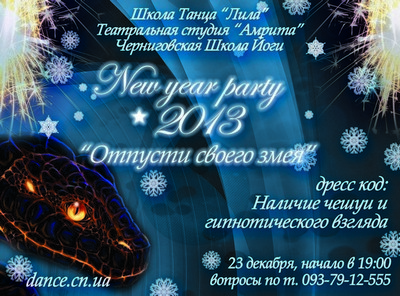 Школа Танца "Лила"
Театральная студия "Амрита"
Черниговская Школа Йоги
New year party
2013
"Отпусти своего змея"
дресс код:
Наличие чешуи и
гипнотического взгляда
23 декабря, начало в 19:00
вопросы по т. 093-79-12-555
dance.cn.ua